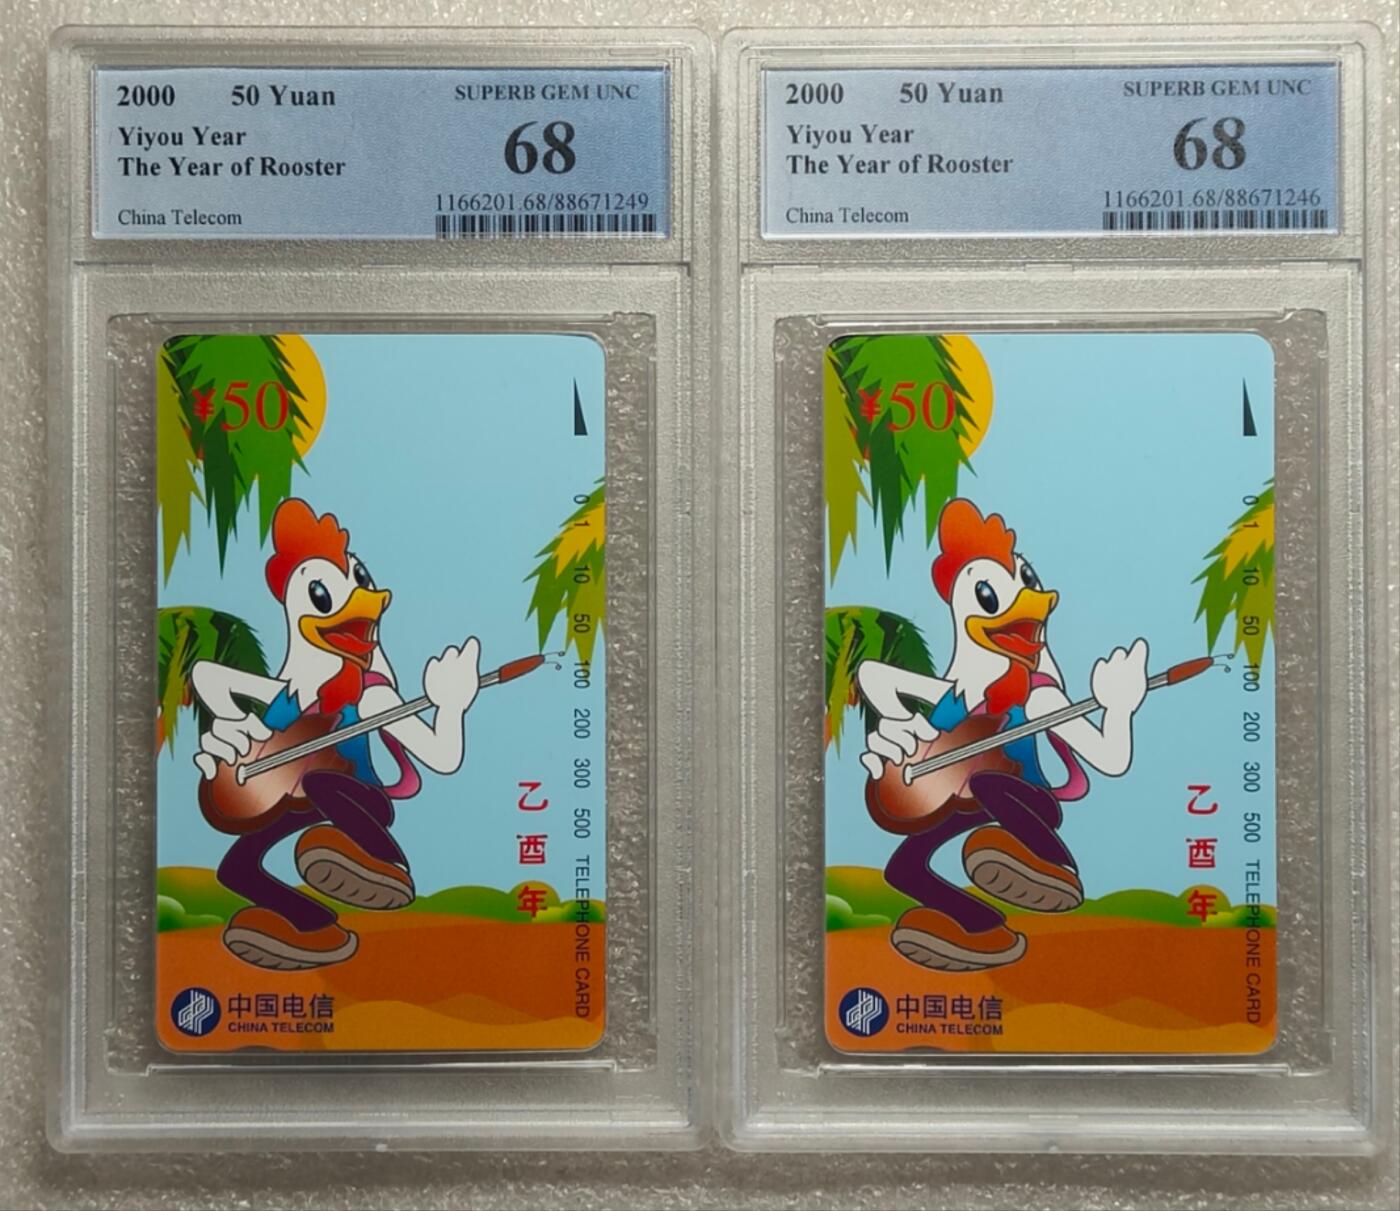 2000 50 Yuan
SUPERB GEM UNC
Yiyou Year
68
The Year of Rooster
1166201.68/88671249
China Telecom
¥50
0 1 10 50 100 200 300 500 TELEPHONE CARD
乙酉年
中国电信
CHINA TELECOM
2000 50 Yuan
SUPERB GEM UNC
Yiyou Year
68
The Year of Rooster
1166201.68/88671246
China Telecom
¥50
0 1 10 50 100 200 300 500 TELEPHONE CARD
乙酉年
中国电信
CHINA TELECOM